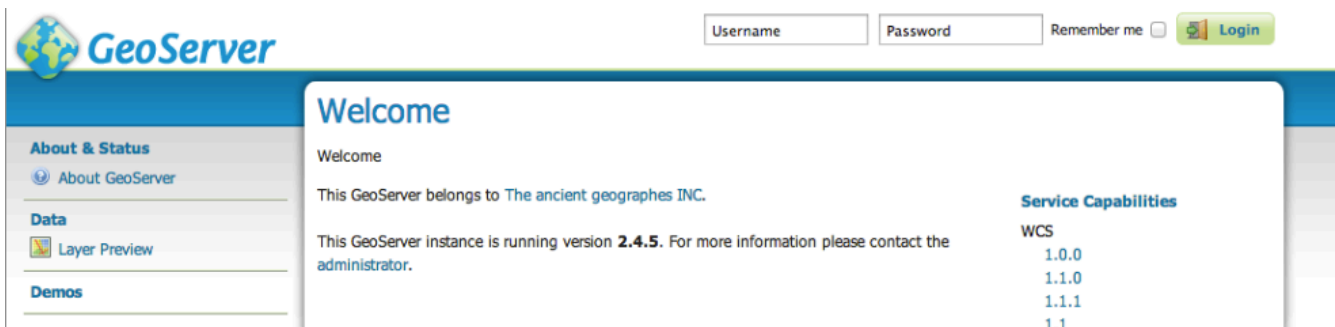 GeoServer
Username
Password
Remember me
Login
Welcome
About & Status
About GeoServer
Data
Layer Preview
Demos
Welcome
This GeoServer belongs to The ancient geographes INC.
This GeoServer instance is running version 2.4.5. For more information please contact the
administrator.
Service Capabilities
WCS
1.0.0
1.1.0
1.1.1
1.1